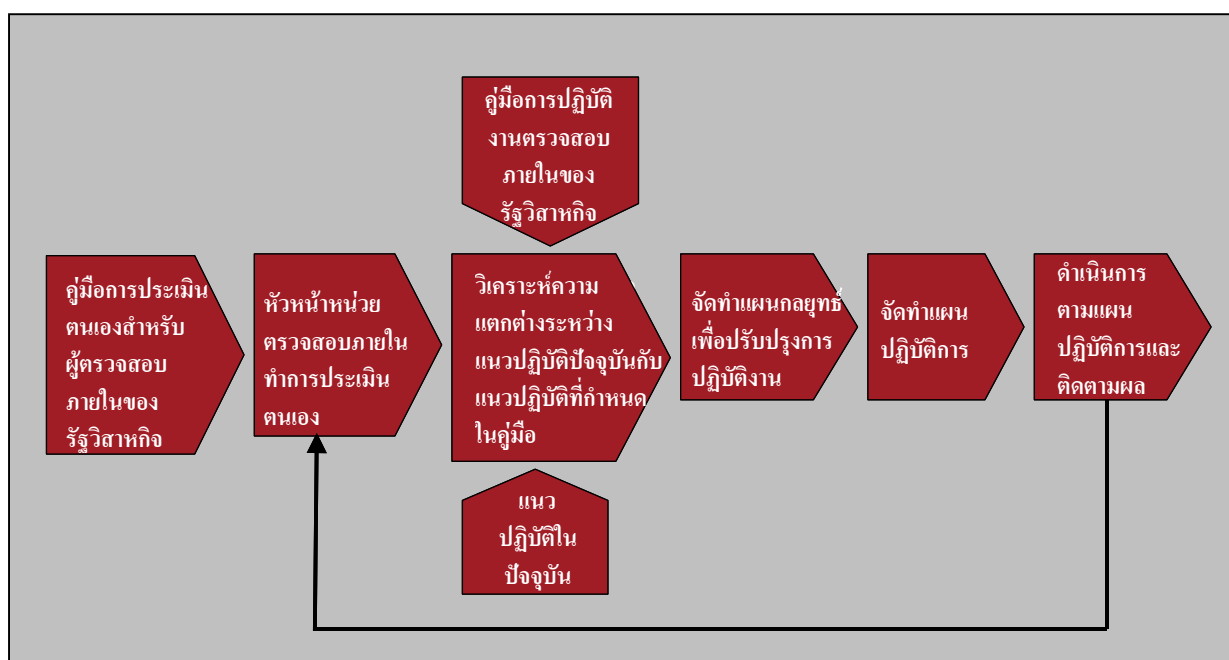 คู่มือการปฏิบัติ
งานตรวจสอบ
ภายในของ
รัฐวิสาหกิจ
คู่มือการประเมิน
ตนเองสำหรับ
ผู้ตรวจสอบ
ภายในของ
รัฐวิสาหกิจ
หัวหน้าหน่วย
ตรวจสอบภายใน
ทำการประเมิน
ตนเอง
วิเคราะห์ความ
แตกต่างระหว่าง
แนวปฏิบัติปัจจุบันกับ
แนวปฏิบัติที่กำหนด
ในคู่มือ
จัดทำแผนกลยุทธ์
เพื่อปรับปรุงการ
ปฏิบัติงาน
จัดทำแผน
ปฏิบัติการ
ดำเนินการ
ตามแผน
ปฏิบัติการและ
ติดตามผล
แนว
ปฏิบัติใน
ปัจจุบัน